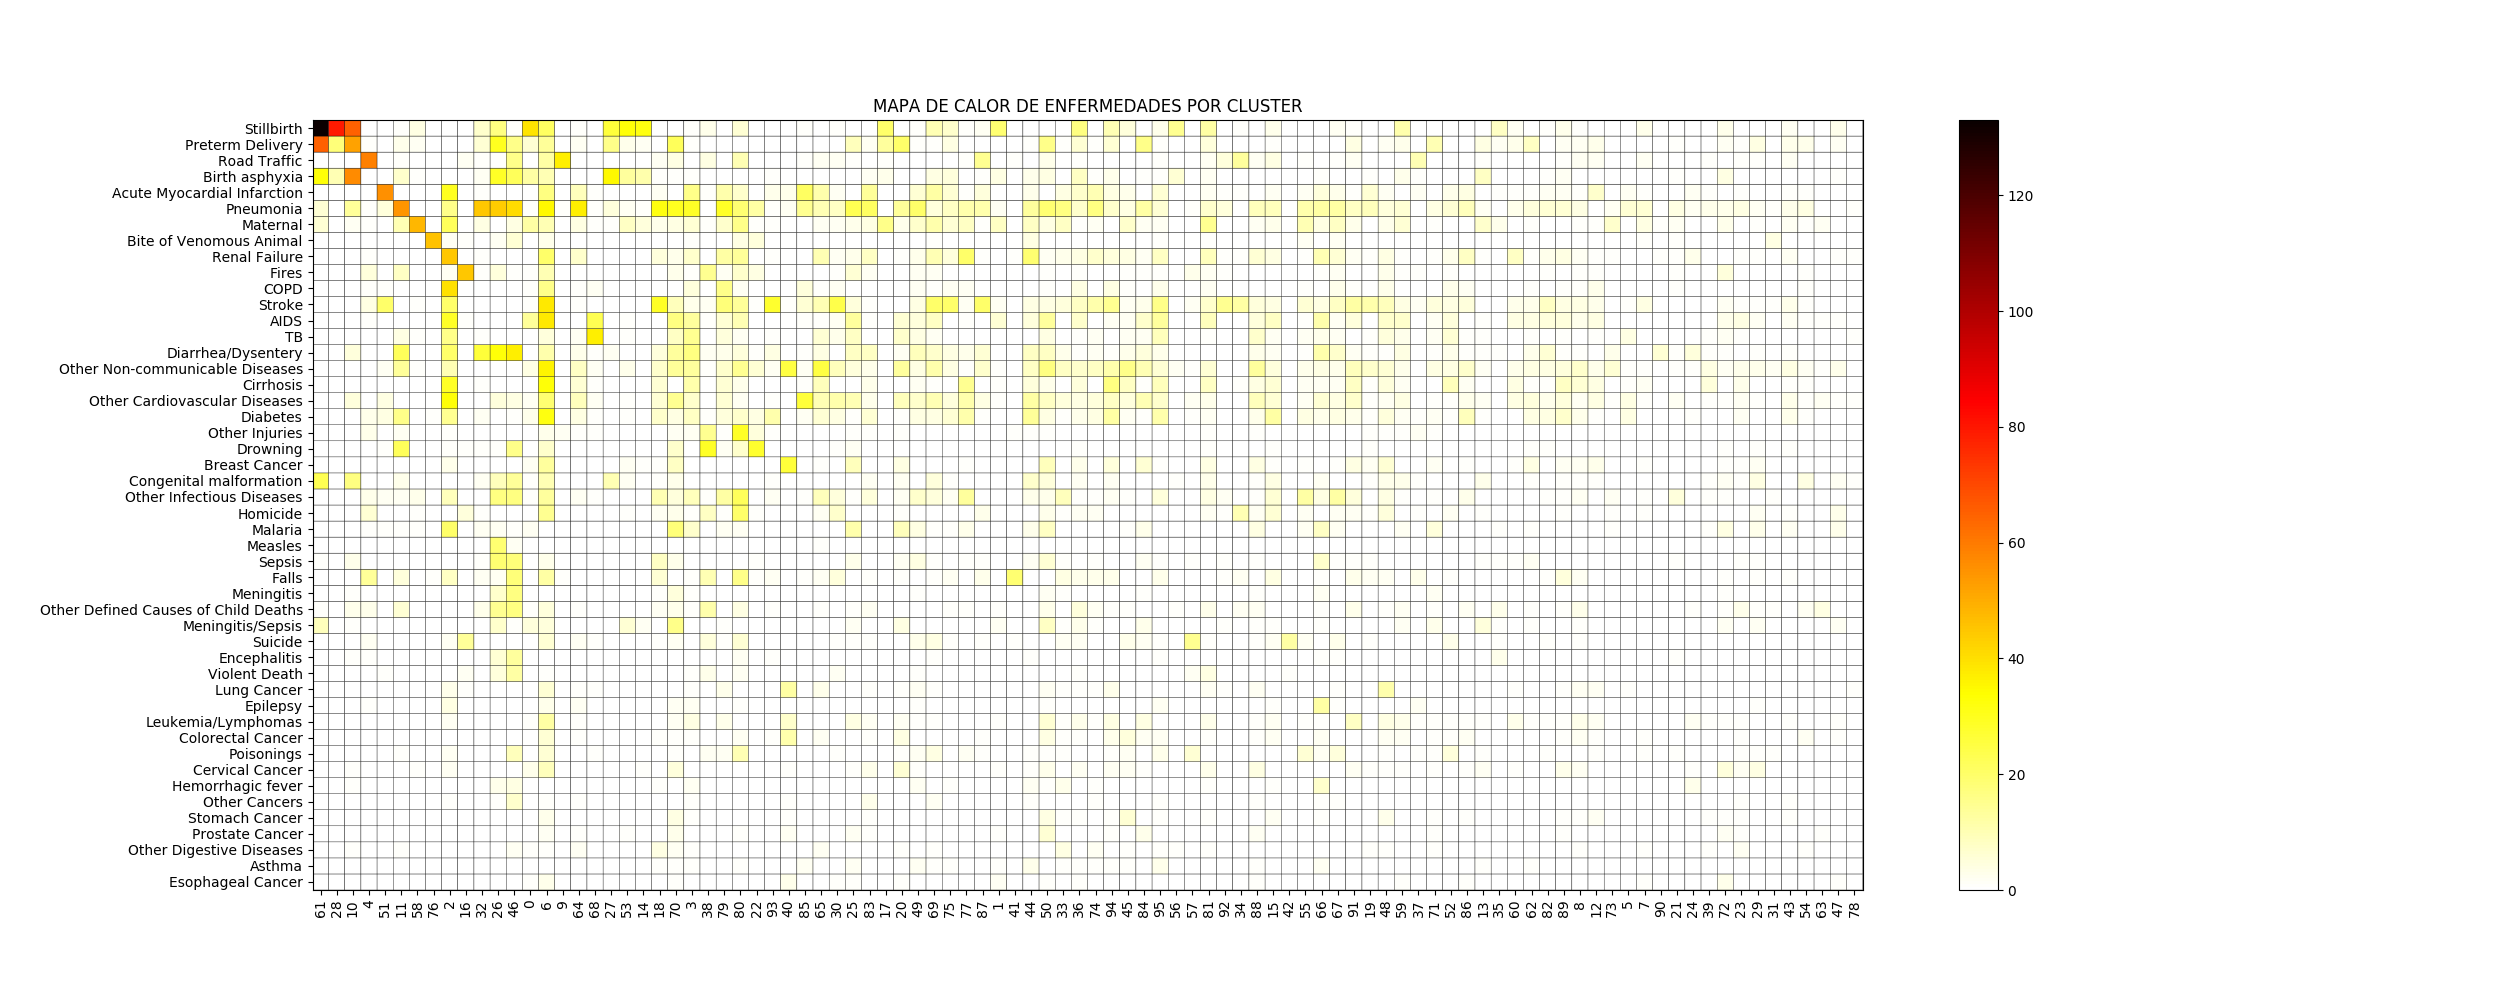 MAPA DE CALOR DE ENFERMEDADES POR CLUSTER
Stillbirth
Preterm Delivery
Road Traffic
Birth asphyxia
Acute Myocardial Infarction
Pneumonia
Maternal
Bite of Venomous Animal
Renal Failure
Fires
COPD
Stroke
AIDS
TB
Diarrhea/Dysentery
Other Non-communicable Diseases
Cirrhosis
Other Cardiovascular Diseases
Diabetes
Other Injuries
Drowning
Breast Cancer
Congenital malformation
Other Infectious Diseases
Homicide
Malaria
Measles
Sepsis
Falls
Meningitis
Other Defined Causes of Child Deaths
Meningitis/Sepsis
Suicide
Encephalitis
Violent Death
Lung Cancer
Epilepsy
Leukemia/Lymphomas
Colorectal Cancer
Poisonings
Cervical Cancer
Hemorrhagic fever
Other Cancers
Stomach Cancer
Prostate Cancer
Other Digestive Diseases
Asthma
Esophageal Cancer
61 28 10 4 51 11 58 76 2 16 32 26 46 0 6 9 64 68 27 53 14 18 70 3 38 79 80 22 93 40 85 65 30 25 83 17 20 49 69 75 77 87 1 41 44 50 33 36 74 94 45 84 95 56 57 81 92 34 88 15 42 55 66 67 91 19 48 59 37 71 52 86 13 35 60 62 82 89 8 12 73 5 7 90 21 24 39 72 23 29 31 43 54 63 47 78
120
100
80
60
40
20
0